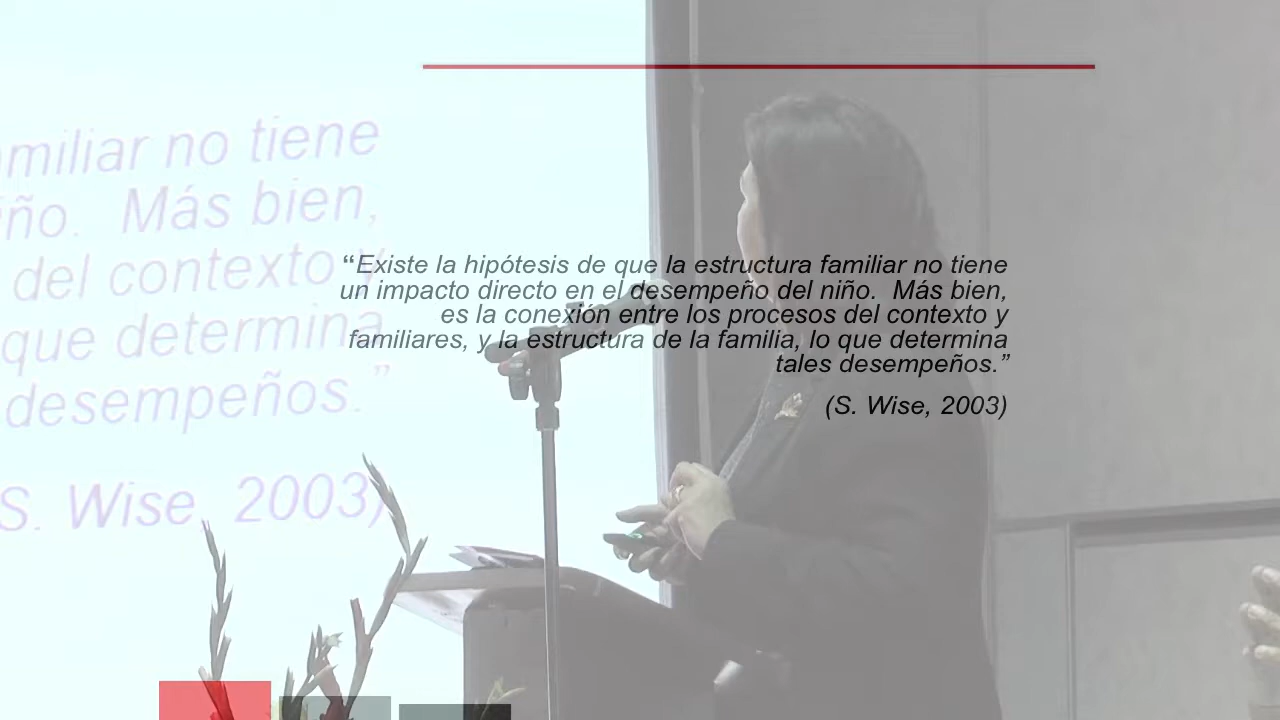 amiliar no tiene
ño. Más bien,
del contexto y
que determina
desempeños.”
S. Wise, 2003)
“Existe la hipótesis de que la estructura familiar no tiene
un impacto directo en el desempeño del niño. Más bien,
es la conexión entre los procesos del contexto y
familiares, y la estructura de la familia, lo que determina
tales desempeños.”
(S. Wise, 2003)